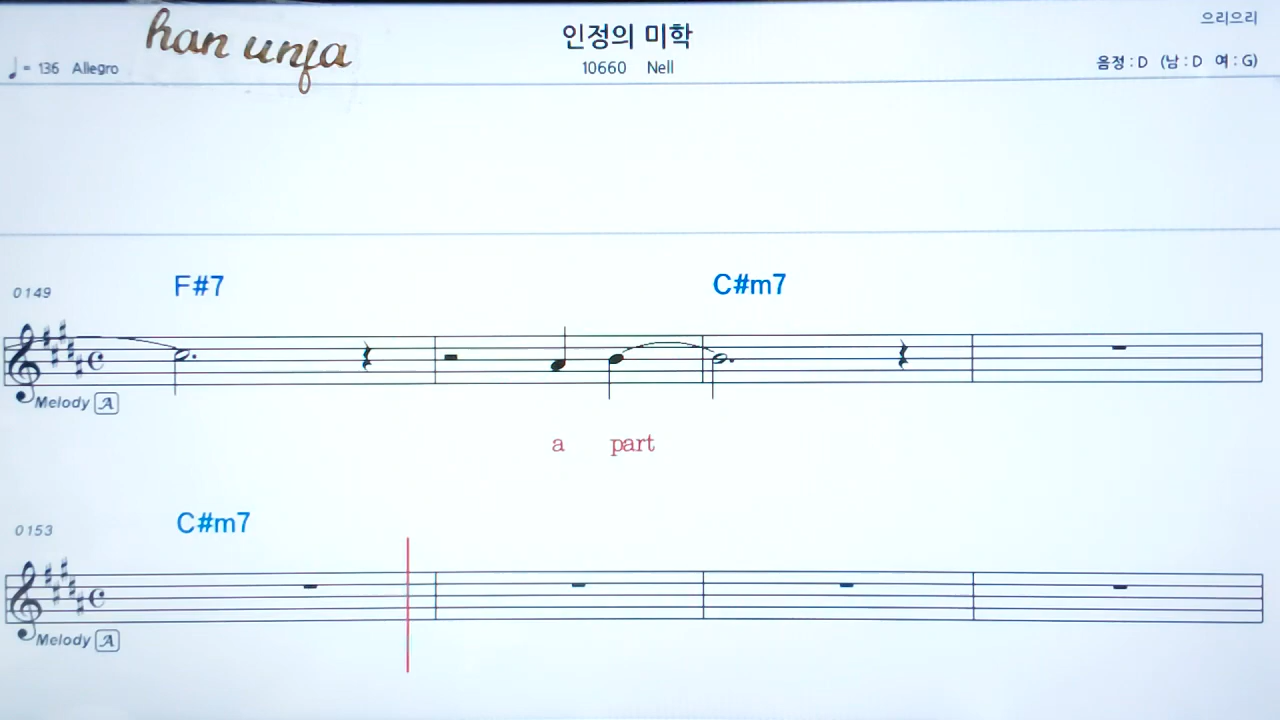 han unfa
인정의 미학
으리으리
♩= 136 Allegro
10660 Nell
음정 : D (남 : D 여 : G)
0149
F#7
C#m7
Melody A
a part
0153
C#m7
Melody A